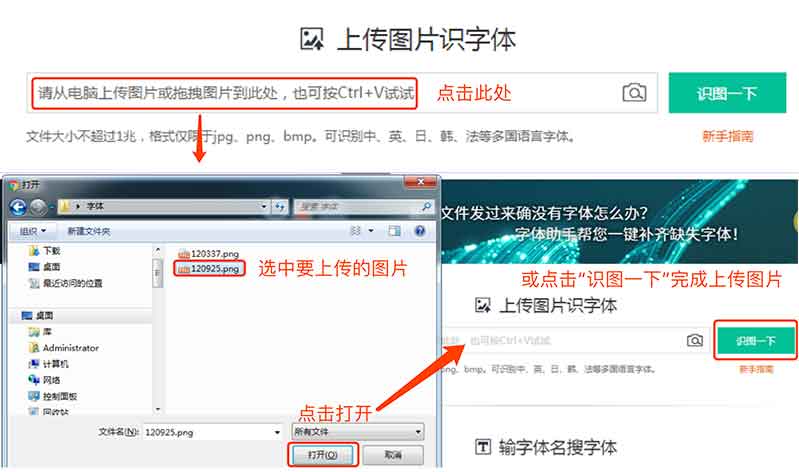 上传图片识字体
请从电脑上传图片或拖拽图片到此处，也可按Ctrl+V试试
点击此处
识图一下
文件大小不超过1兆，格式仅限于jpg、png、bmp。可识别中、英、日、韩、法等多国语言字体。
新手指南
打开
字体
搜索 字体
组织
新建文件夹
下载
桌面
最近访问的位置
桌面
库
Administrator
计算机
网络
控制面板
回收站
120337.png
120925.png
选中要上传的图片
文件名(N):
120925.png
所有文件
打开(O)
取消
点击打开
文件发过来确没有字体怎么办？
字体助手帮您一键补齐缺失字体！
或点击“识图一下”完成上传图片
上传图片识字体
此处，也可按Ctrl+V试试
识图一下
png、bmp。可识别中、英、日、韩、法等多国语言字体。
新手指南
输字体名搜字体